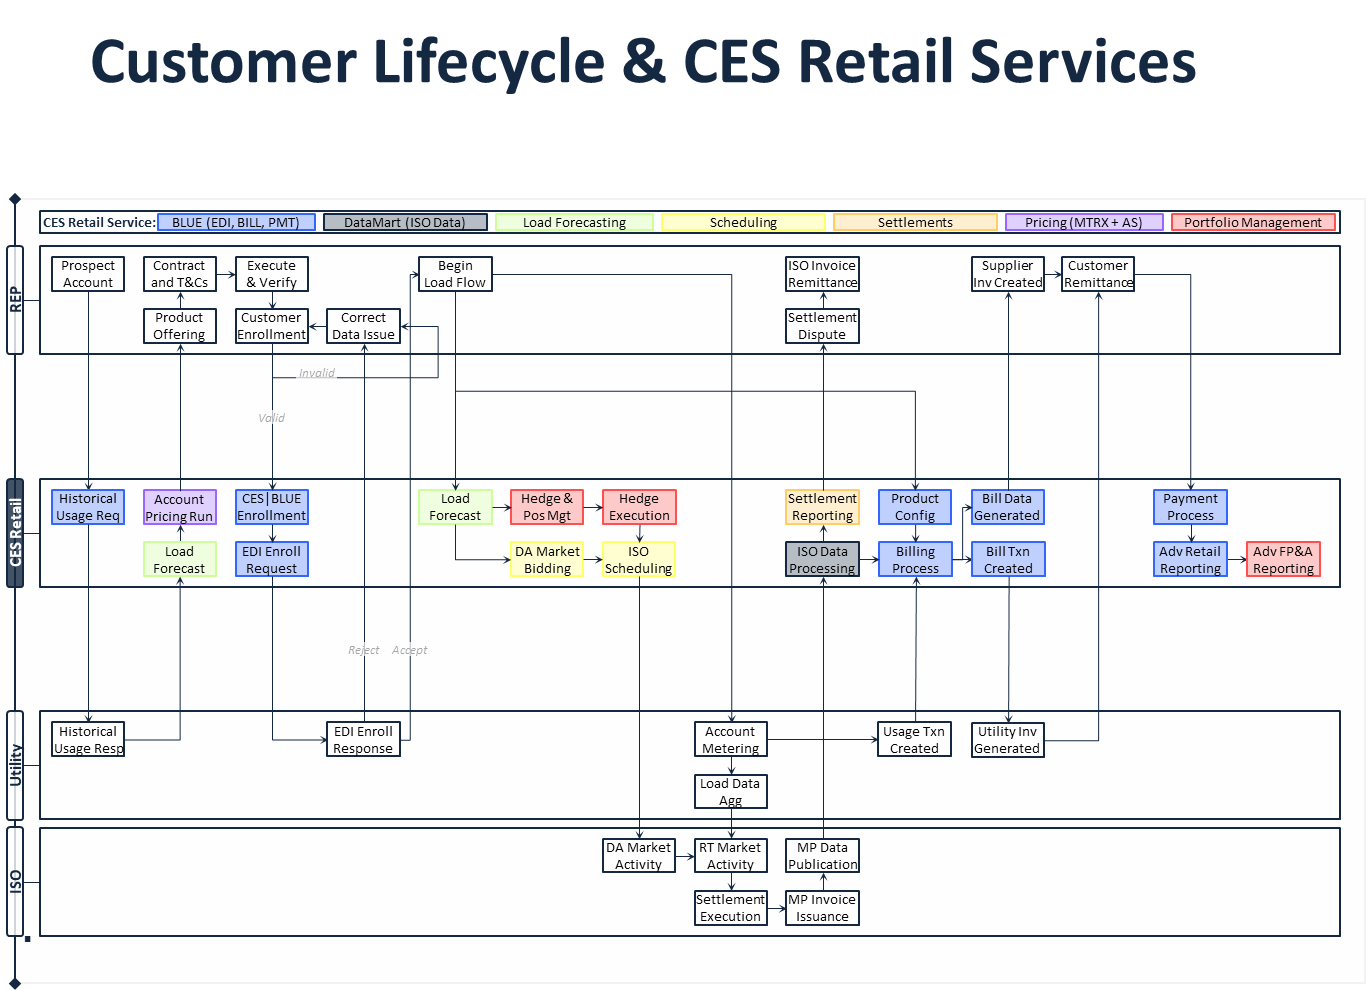 Customer Lifecycle & CES Retail Services
CES Retail Service:
BLUE (EDI, BILL, PMT)
DataMart (ISO Data)
Load Forecasting
Scheduling
Settlements
Pricing (MTRX + AS)
Portfolio Management
REP
Prospect
Account
Contract
and T&Cs
Execute
& Verify
Begin
Load Flow
ISO Invoice
Remittance
Supplier
Inv Created
Customer
Remittance
Product
Offering
Customer
Enrollment
Correct
Data Issue
Settlement
Dispute
Invalid
Valid
CES Retail
Historical
Usage Req
Account
Pricing Run
CES|BLUE
Enrollment
Load
Forecast
Hedge &
Pos Mgt
Hedge
Execution
Settlement
Reporting
Product
Config
Bill Data
Generated
Payment
Process
Load
Forecast
EDI Enroll
Request
DA Market
Bidding
ISO
Scheduling
ISO Data
Processing
Billing
Process
Bill Txn
Created
Adv Retail
Reporting
Adv FP&A
Reporting
Reject
Accept
Utility
Historical
Usage Resp
EDI Enroll
Response
Account
Metering
Usage Txn
Created
Utility Inv
Generated
Load Data
Agg
ISO
DA Market
Activity
RT Market
Activity
MP Data
Publication
Settlement
Execution
MP Invoice
Issuance